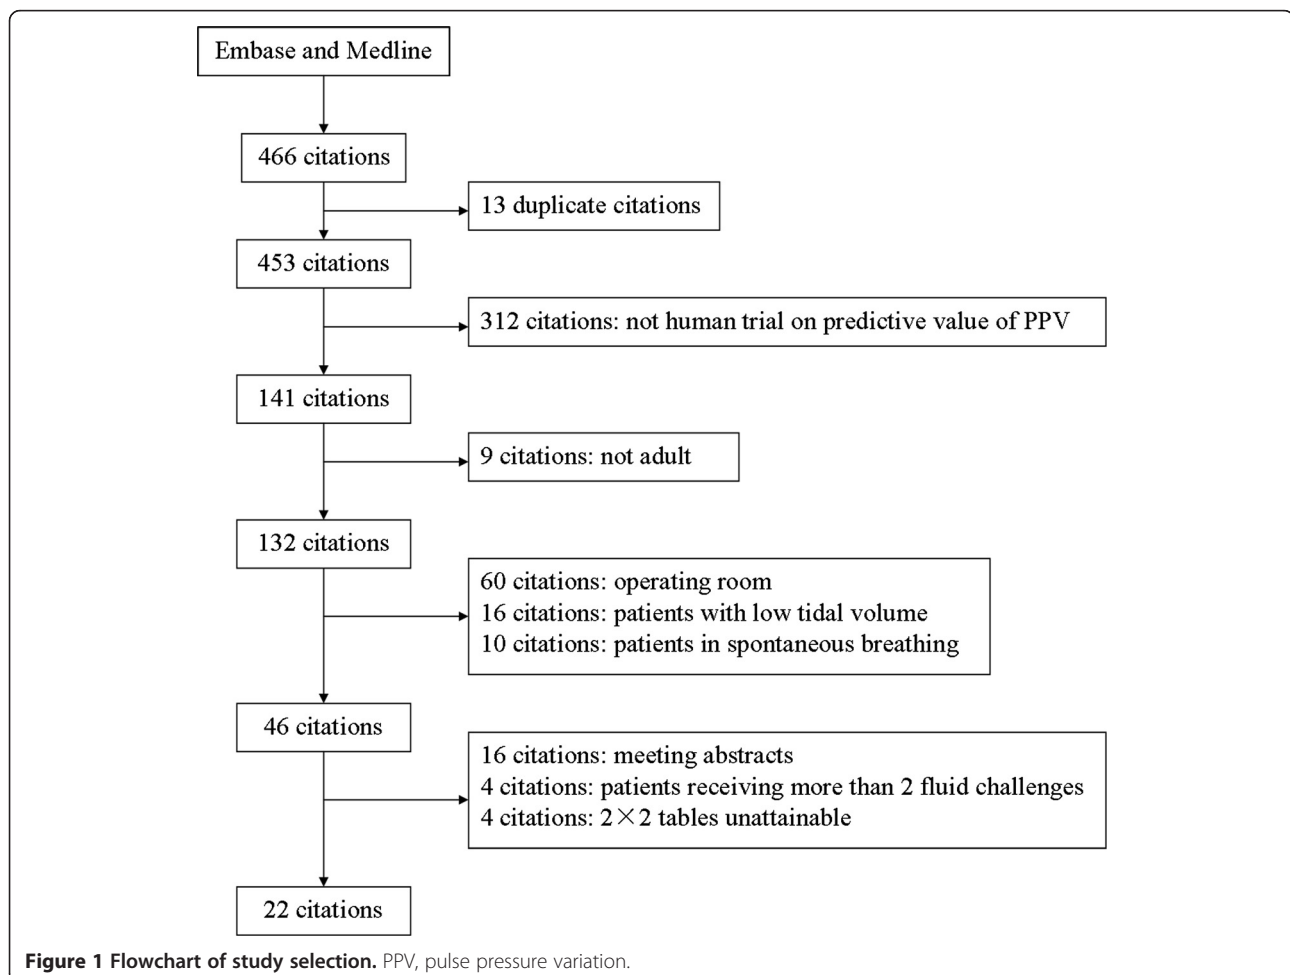 Embase and Medline
466 citations
13 duplicate citations
453 citations
312 citations: not human trial on predictive value of PPV
141 citations
9 citations: not adult
132 citations
60 citations: operating room
16 citations: patients with low tidal volume
10 citations: patients in spontaneous breathing
46 citations
16 citations: meeting abstracts
4 citations: patients receiving more than 2 fluid challenges
4 citations: 2×2 tables unattainable
22 citations
Figure 1 Flowchart of study selection. PPV, pulse pressure variation.